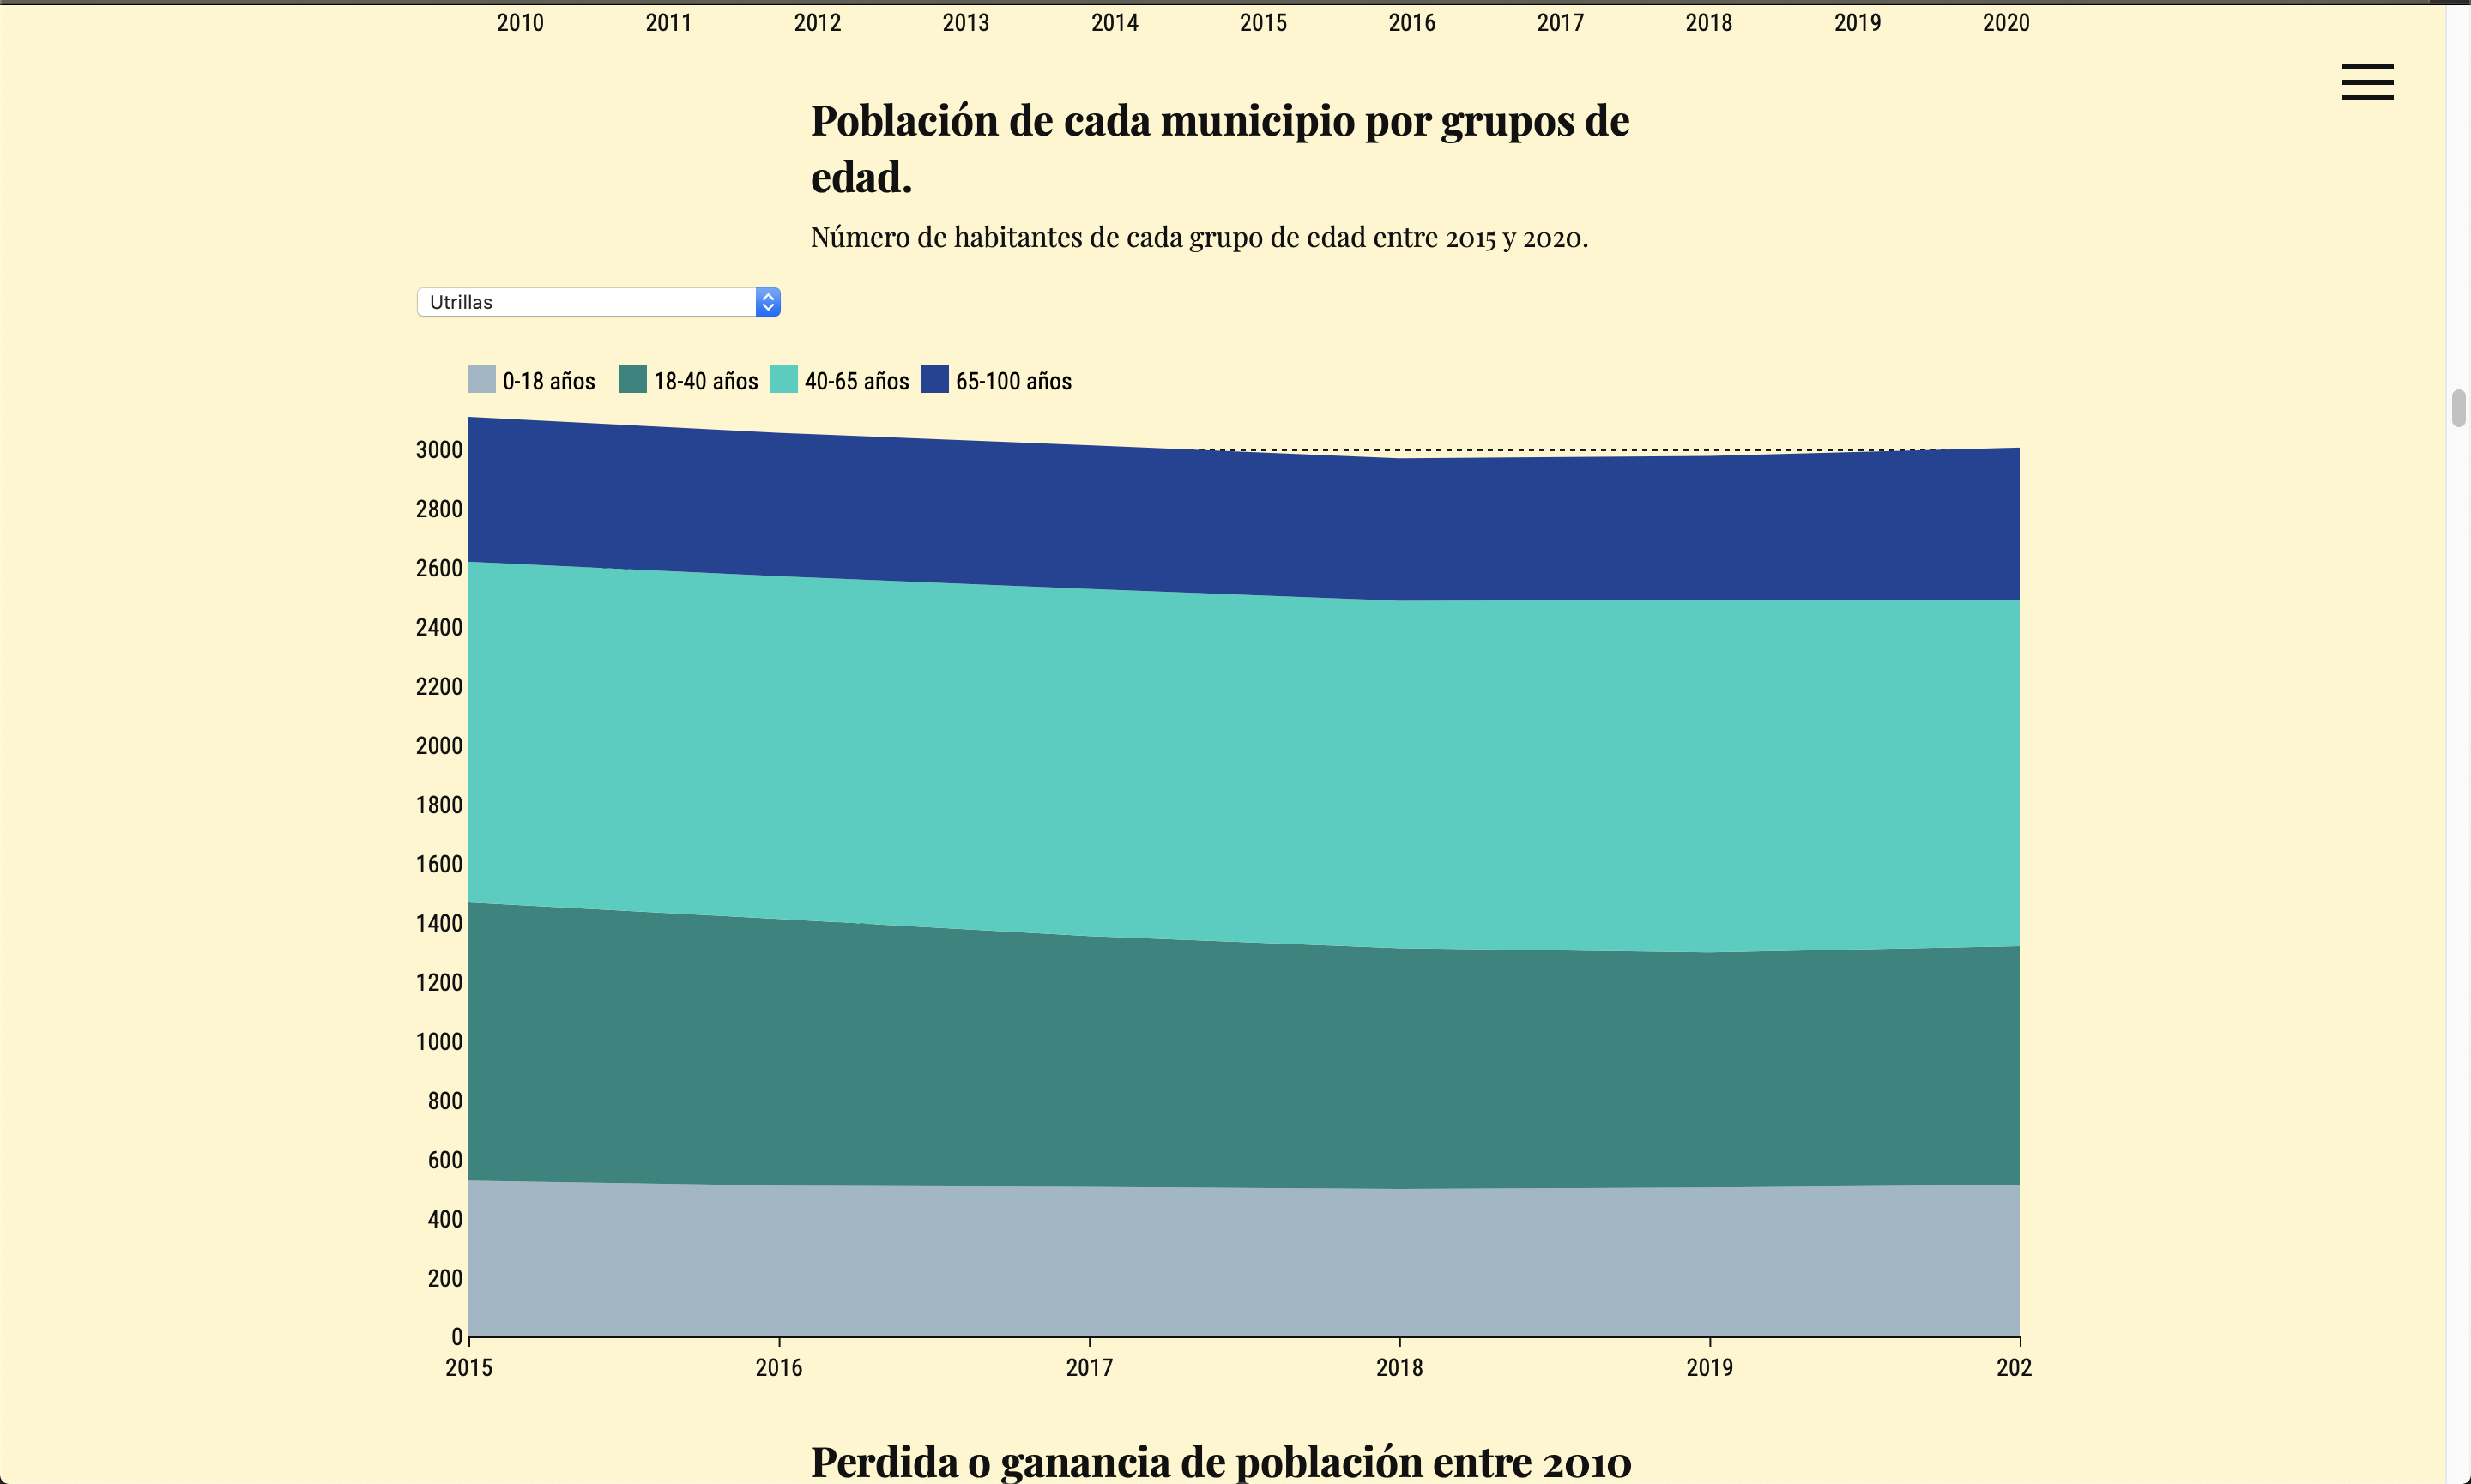 2010 2011 2012 2013 2014 2015 2016 2017 2018 2019 2020
Población de cada municipio por grupos de
edad.
Número de habitantes de cada grupo de edad entre 2015 y 2020.
Utrillas
0-18 años 18-40 años 40-65 años 65-100 años
3000
2800
2600
2400
2200
2000
1800
1600
1400
1200
1000
800
600
400
200
0
2015 2016 2017 2018 2019 202
Perdida o ganancia de población entre 2010